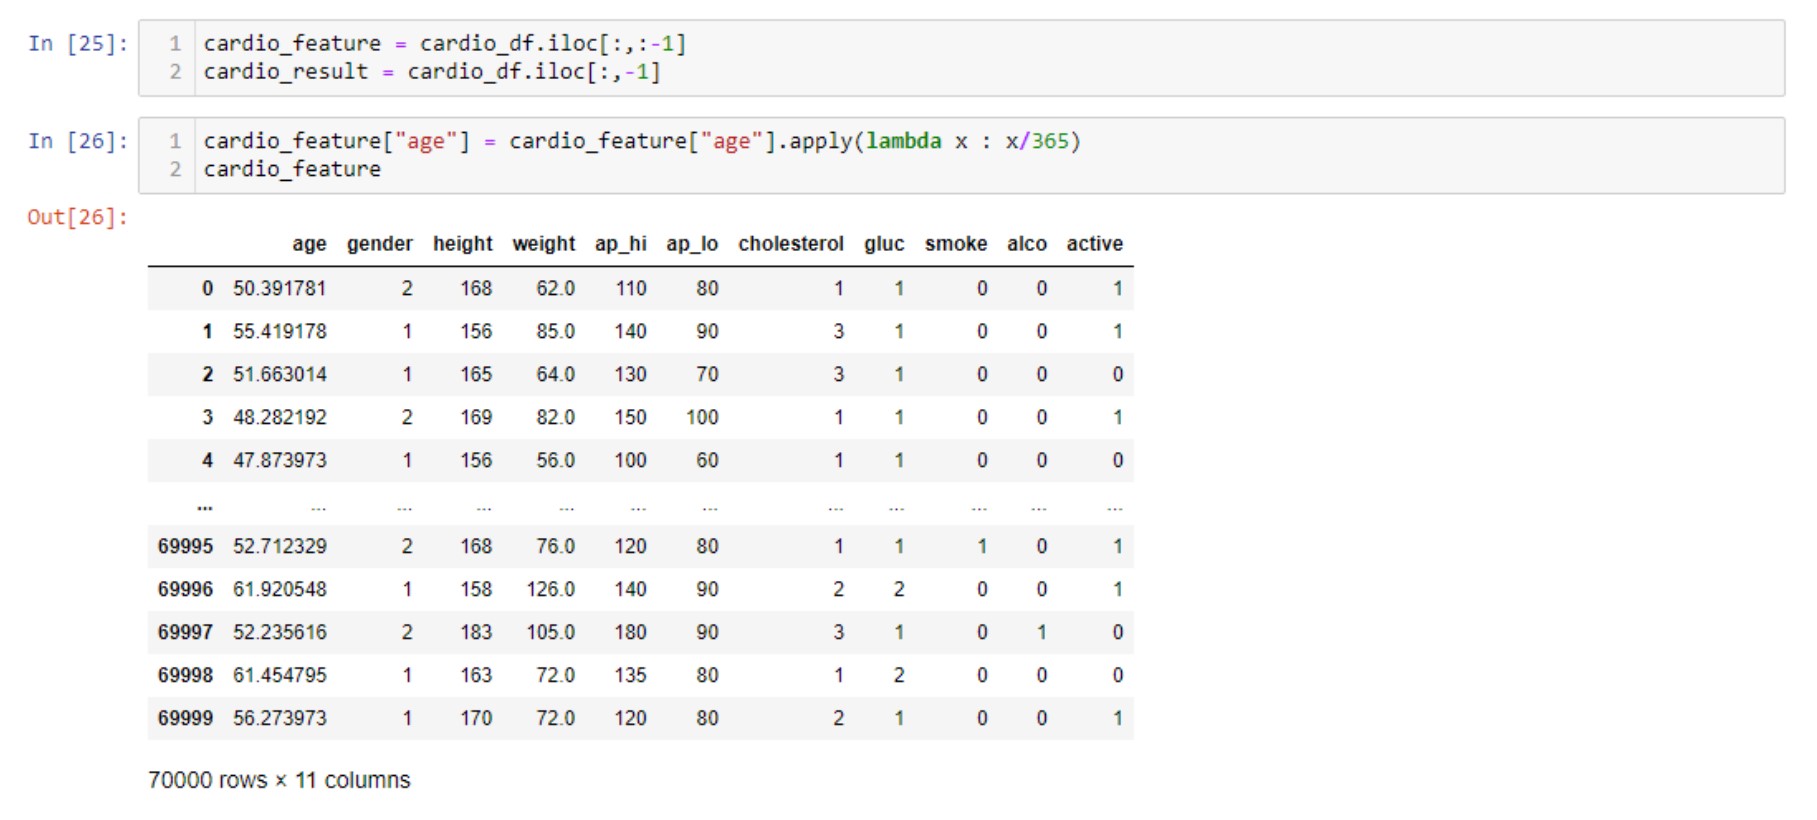 In [25]: 1 cardio_feature = cardio_df.iloc[:,:-1]
2 cardio_result = cardio_df.iloc[:,-1]
In [26]: 1 cardio_feature["age"] = cardio_feature["age"].apply(lambda x : x/365)
2 cardio_feature
Out[26]:
age gender height weight ap_hi ap_lo cholesterol gluc smoke alco active
0 50.391781 2 168 62.0 110 80 1 1 0 0 1
1 55.419178 1 156 85.0 140 90 3 1 0 0 1
2 51.663014 1 165 64.0 130 70 3 1 0 0 0
3 48.282192 2 169 82.0 150 100 1 1 0 0 1
4 47.873973 1 156 56.0 100 60 1 1 0 0 0
... ... ... ... ... ... ... ... ... ... ... ...
69995 52.712329 2 168 76.0 120 80 1 1 1 0 1
69996 61.920548 1 158 126.0 140 90 2 2 0 0 1
69997 52.235616 2 183 105.0 180 90 3 1 0 1 0
69998 61.454795 1 163 72.0 135 80 1 2 0 0 0
69999 56.273973 1 170 72.0 120 80 2 1 0 0 1
70000 rows × 11 columns